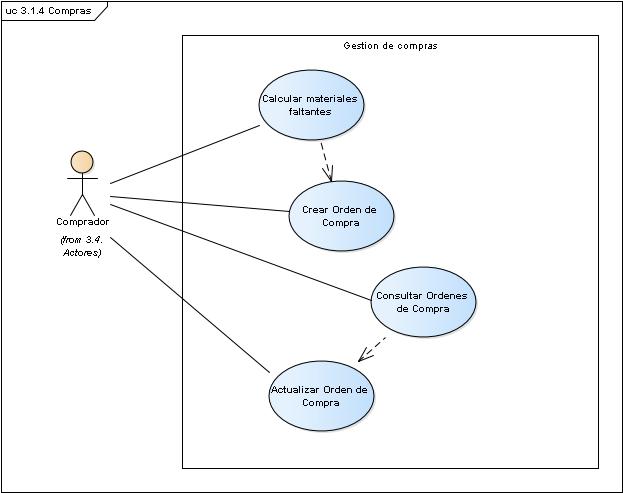 uc 3.1.4 Compras
Gestion de compras
Calcular materiales
faltantes
Comprador
(from 3.4.
Actores)
Crear Orden de
Compra
Consultar Ordenes
de Compra
Actualizar Orden de
Compra